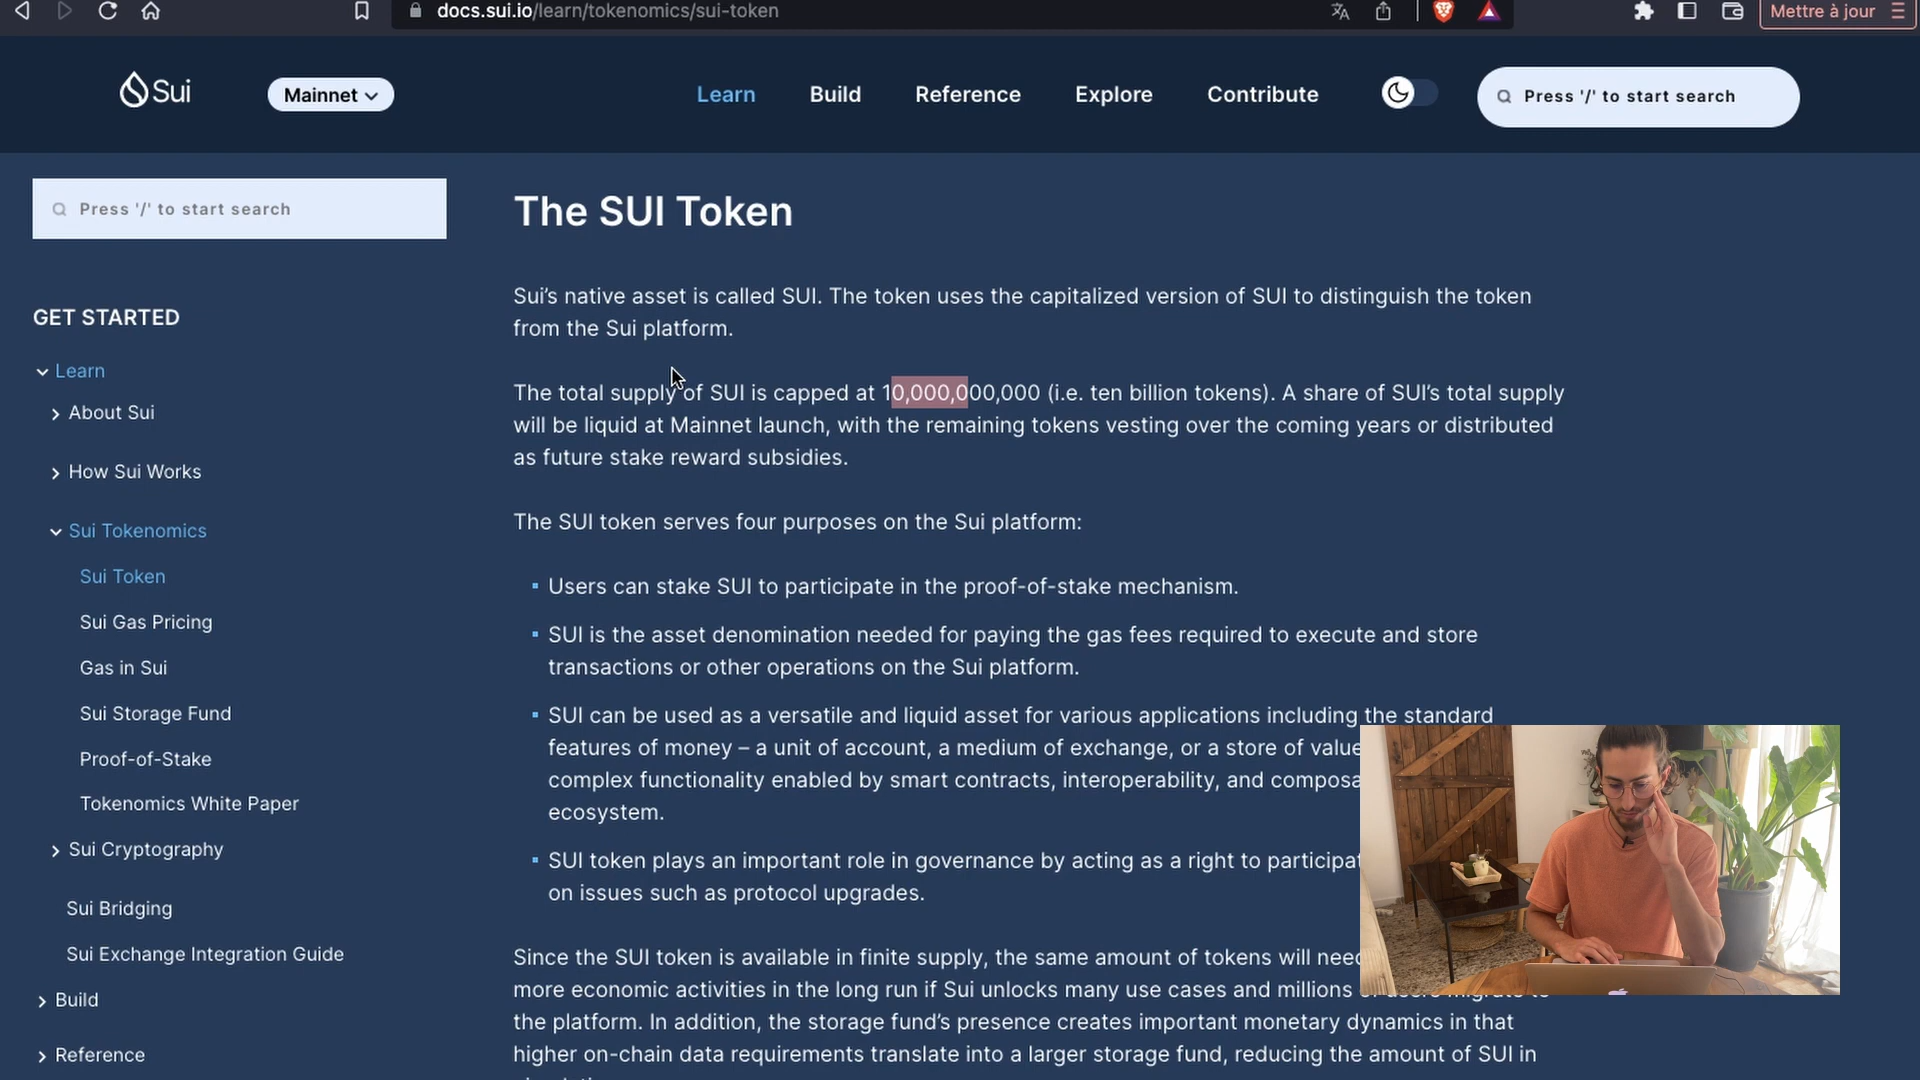 docs.sui.io/learn/tokenomics/sui-token
Mettre à jour
Sui
Mainnet
Learn
Build
Reference
Explore
Contribute
Press '/' to start search
Press '/' to start search
GET STARTED
Learn
About Sui
How Sui Works
Sui Tokenomics
Sui Token
Sui Gas Pricing
Gas in Sui
Sui Storage Fund
Proof-of-Stake
Tokenomics White Paper
Sui Cryptography
Sui Bridging
Sui Exchange Integration Guide
Build
Reference
The SUI Token
Sui’s native asset is called SUI. The token uses the capitalized version of SUI to distinguish the token
from the Sui platform.
The total supply of SUI is capped at 10,000,000,000 (i.e. ten billion tokens). A share of SUI’s total supply
will be liquid at Mainnet launch, with the remaining tokens vesting over the coming years or distributed
as future stake reward subsidies.
The SUI token serves four purposes on the Sui platform:
Users can stake SUI to participate in the proof-of-stake mechanism.
SUI is the asset denomination needed for paying the gas fees required to execute and store
transactions or other operations on the Sui platform.
SUI can be used as a versatile and liquid asset for various applications including the standard
features of money – a unit of account, a medium of exchange, or a store of value
complex functionality enabled by smart contracts, interoperability, and
ecosystem.
SUI token plays an important role in governance by acting as a right to
on issues such as protocol upgrades.
Since the SUI token is available in finite supply, the same amount of tokens will
more economic activities in the long run if Sui unlocks many use cases and millions
the platform. In addition, the storage fund’s presence creates important monetary dynamics in that
higher on-chain data requirements translate into a larger storage fund, reducing the amount of SUI in